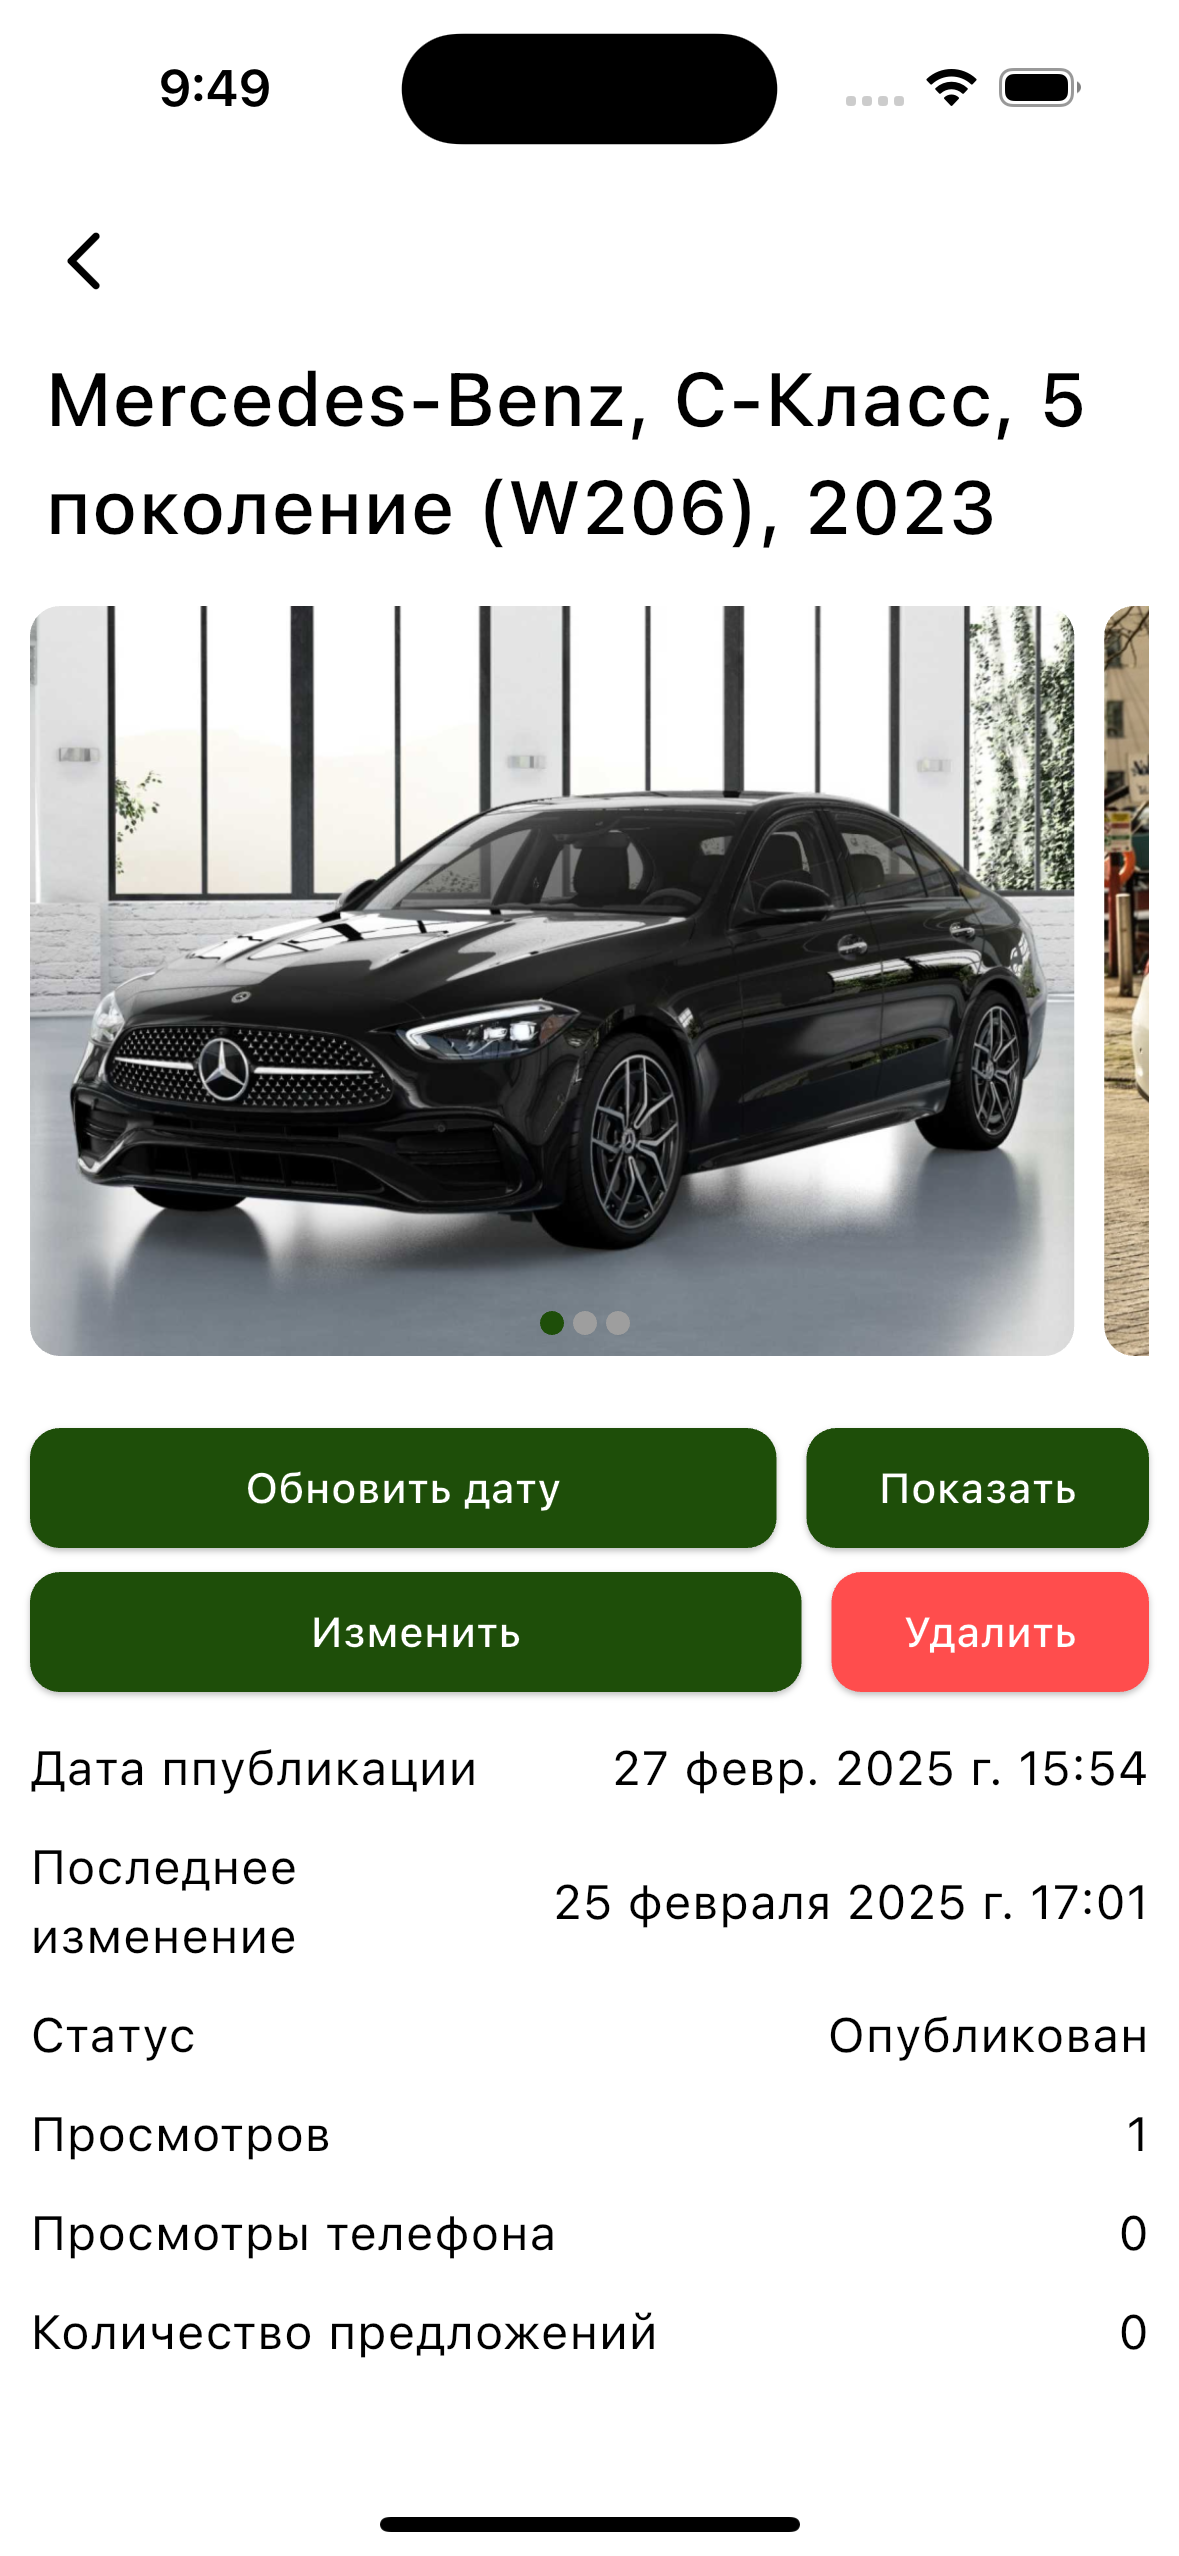 9:49
Mercedes-Benz, С-Класс, 5
поколение (W206), 2023
Обновить дату
Показать
Изменить
Удалить
Дата ппубликации 27 февр. 2025 г. 15:54
Последнее
изменение
25 февраля 2025 г. 17:01
Статус Опубликован
Просмотров 1
Просмотры телефона 0
Количество предложений 0